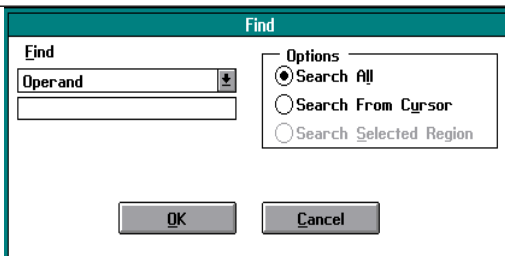 Find
Find
Operand
Options
Search All
Search From Cursor
Search Selected Region
OK
Cancel